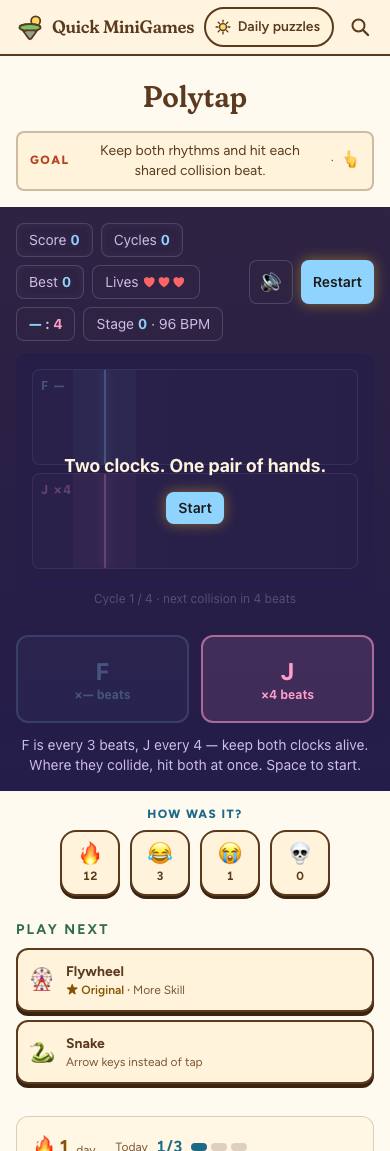 Quick MiniGames
Daily puzzles
Polytap
GOAL
Keep both rhythms and hit each
shared collision beat.
Score 0
Cycles 0
Best 0
Lives
Restart
— : 4
Stage 0 · 96 BPM
F —
Two clocks. One pair of hands.
J ×4
Start
Cycle 1 / 4 · next collision in 4 beats
F
×— beats
J
×4 beats
F is every 3 beats, J every 4 — keep both clocks alive.
Where they collide, hit both at once. Space to start.
HOW WAS IT?
12
3
1
0
PLAY NEXT
Flywheel
Original · More Skill
Snake
Arrow keys instead of tap
1 day
Today 1/3